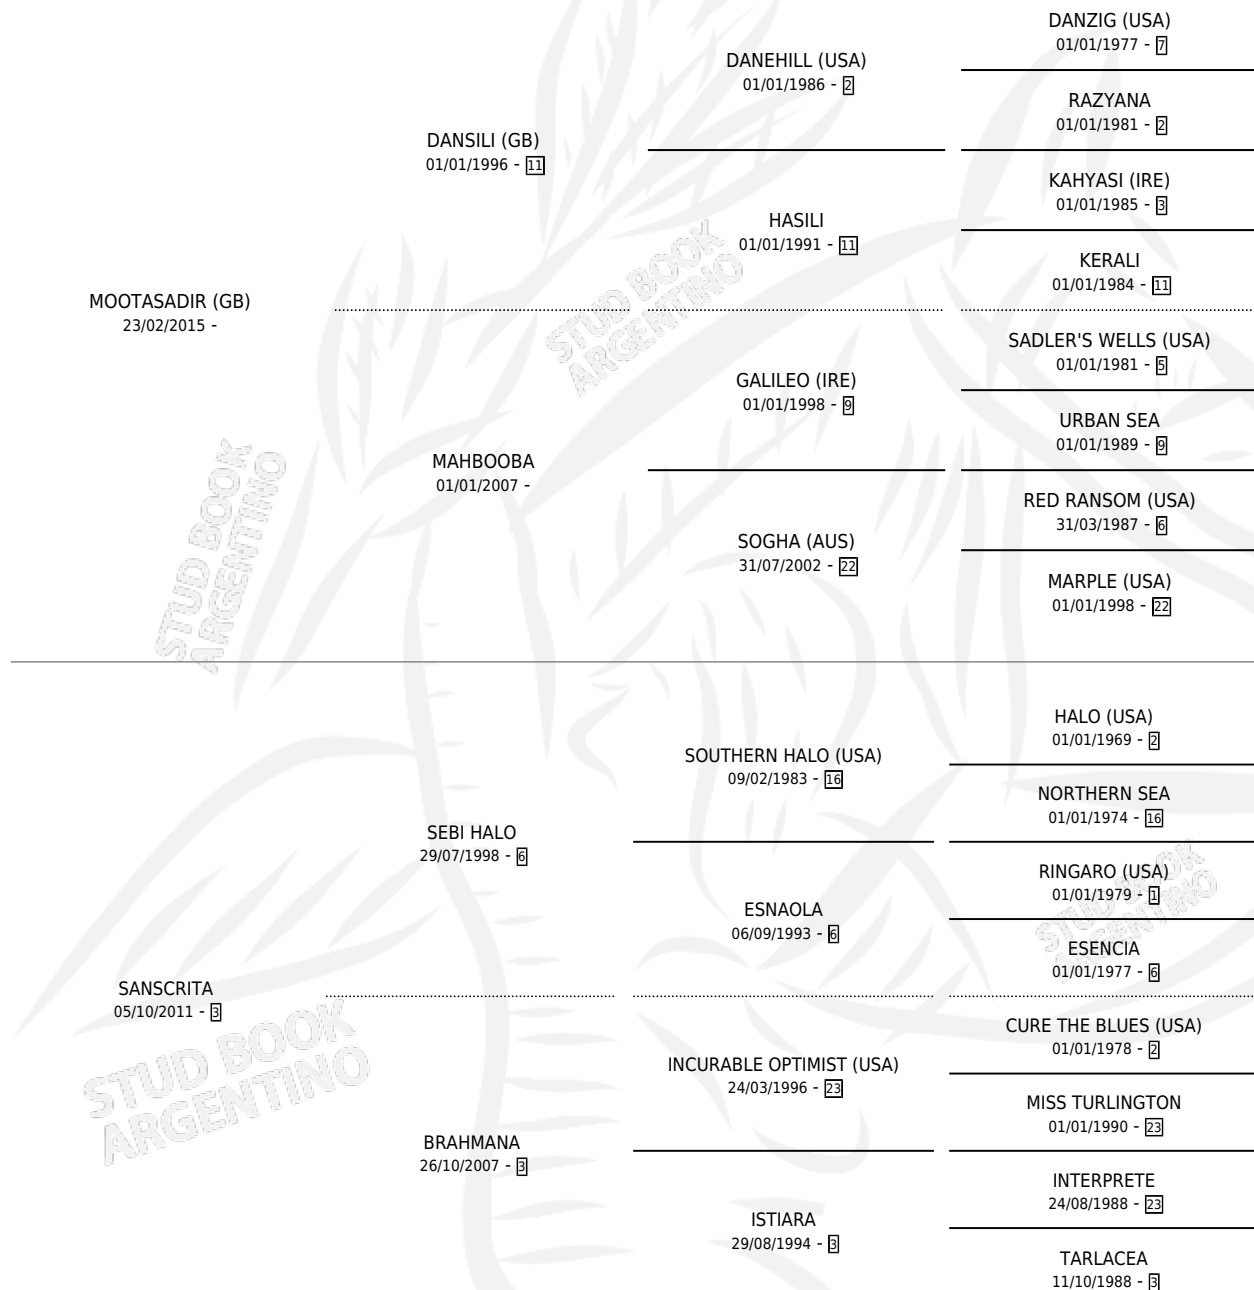 DANZIG (USA)
01/01/1977 - 7
DANEHILL (USA)
01/01/1986 - 2
RAZYANA
01/01/1981 - 2
DANSILI (GB)
01/01/1996 - 11
KAHYASI (IRE)
01/01/1985 - 3
HASILI
01/01/1991 - 11
KERALI
01/01/1984 - 11
MOOTASADIR (GB)
23/02/2015 -
SADLER'S WELLS (USA)
01/01/1981 - 5
GALILEO (IRE)
01/01/1998 - 9
URBAN SEA
01/01/1989 - 9
MAHBOOBA
01/01/2007 -
RED RANSOM (USA)
31/03/1987 - 6
SOGHA (AUS)
31/07/2002 - 22
MARPLE (USA)
01/01/1998 - 22
STUD BOOK
ARGENTINO
STUD BOOK
ARGENTINO
HALO (USA)
01/01/1969 - 2
SOUTHERN HALO (USA)
09/02/1983 - 16
NORTHERN SEA
01/01/1974 - 16
SEBI HALO
29/07/1998 - 6
RINGARO (USA)
01/01/1979 - 1
ESNAOLA
06/09/1993 - 6
ESENCIA
01/01/1977 - 6
STUD BOOK
ARGENTINO
SANSCRITA
05/10/2011 - 3
CURE THE BLUES (USA)
01/01/1978 - 2
INCURABLE OPTIMIST (USA)
24/03/1996 - 23
MISS TURLINGTON
01/01/1990 - 23
BRAHMANA
26/10/2007 - 3
INTERPRETE
24/08/1988 - 23
ISTIARA
29/08/1994 - 3
TARLACEA
11/10/1988 - 3
STUD BOOK
ARGENTINO